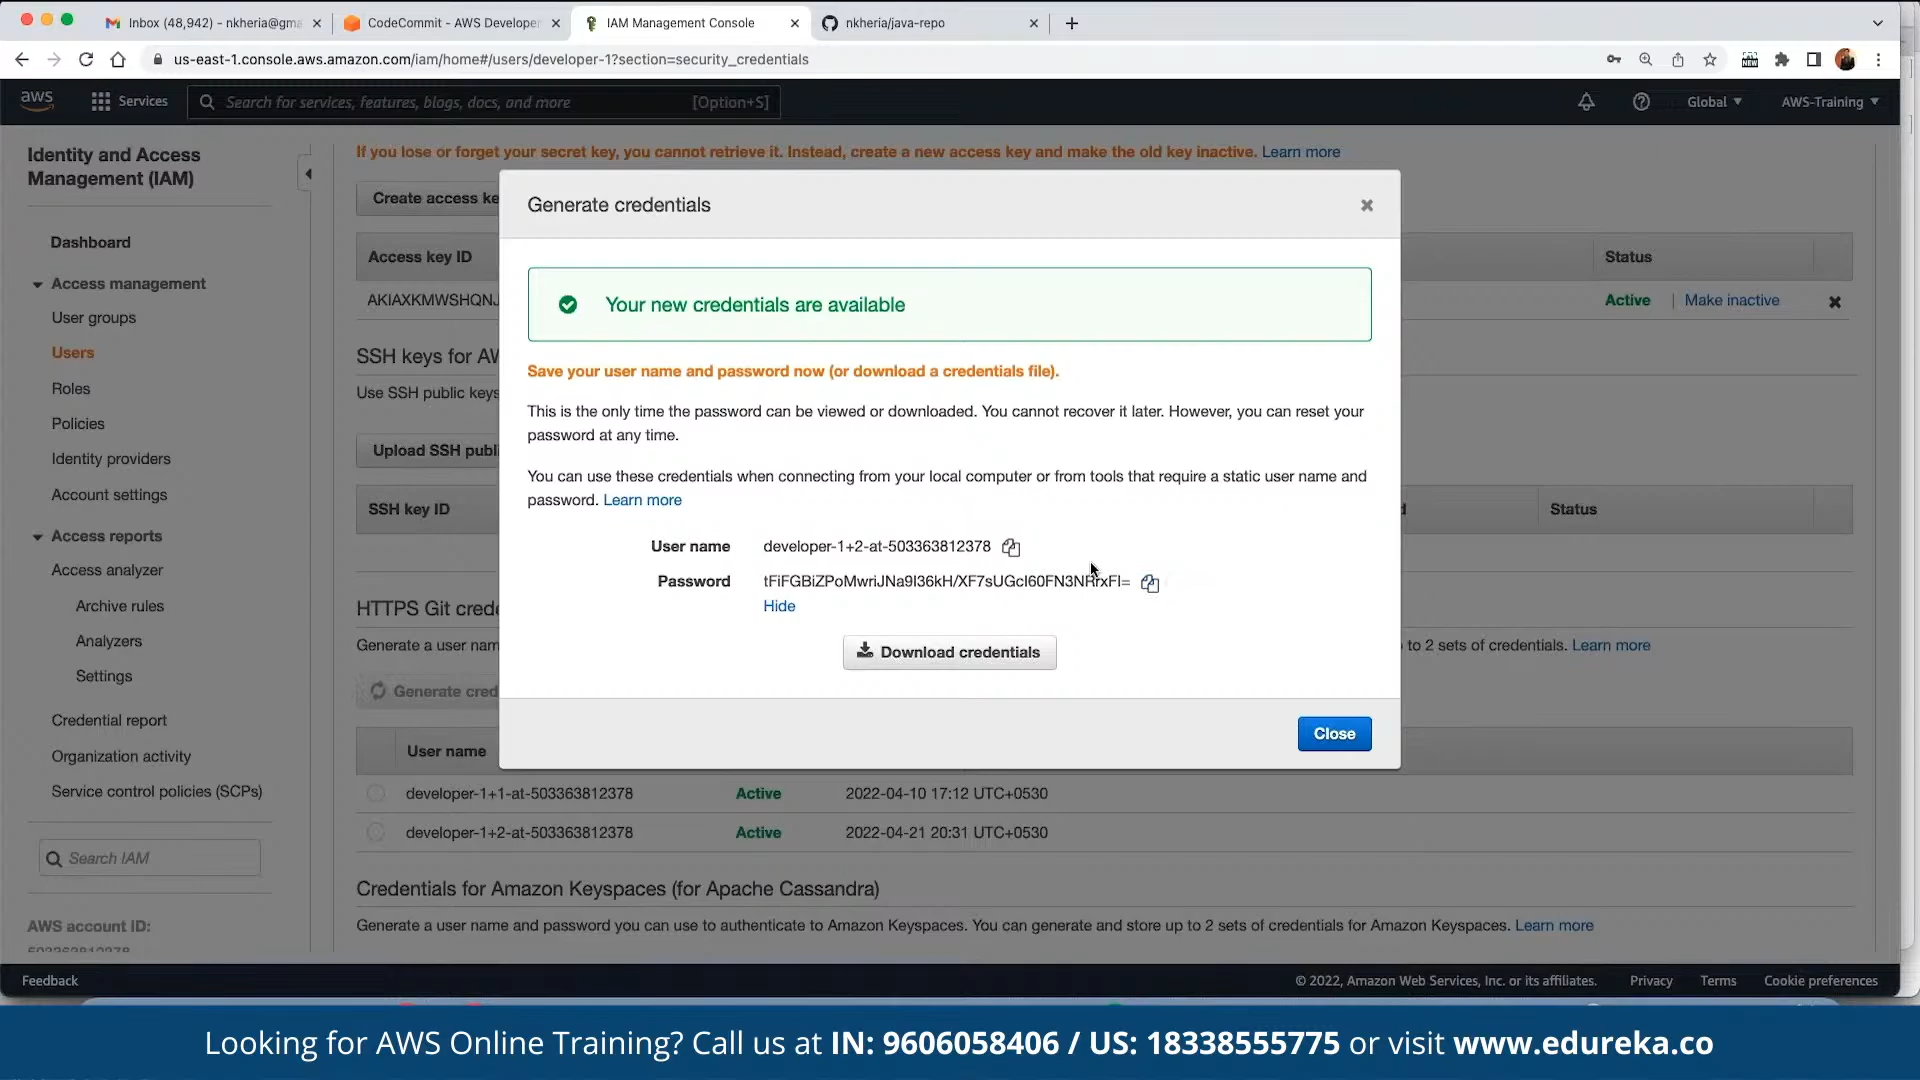 Inbox (48,942) - nkheria@gma
CodeCommit - AWS Developer
IAM Management Console
nkheria/java-repo
us-east-1.console.aws.amazon.com/iam/home#/users/developer-1?section=security_credentials
NEW
aws
Services
Search for services, features, blogs, docs, and more
[Option+S]
Global
AWS-Training
Identity and Access
Management (IAM)
Dashboard
Access management
User groups
Users
Roles
Policies
Identity providers
Account settings
Access reports
Access analyzer
Archive rules
Analyzers
Settings
Credential report
Organization activity
Service control policies (SCPs)
Search IAM
AWS account ID:
If you lose or forget your secret key, you cannot retrieve it. Instead, create a new access key and make the old key inactive. Learn more
Create access ke
Access key ID
Status
AKIAXKMWSHQNJ
Active | Make inactive
SSH keys for AW
Use SSH public keys
Upload SSH publi
SSH key ID
Status
HTTPS Git crede
Generate a user nam
to 2 sets of credentials. Learn more
Generate cred
User name
developer-1+1-at-503363812378 Active 2022-04-10 17:12 UTC+0530
developer-1+2-at-503363812378 Active 2022-04-21 20:31 UTC+0530
Credentials for Amazon Keyspaces (for Apache Cassandra)
Generate a user name and password you can use to authenticate to Amazon Keyspaces. You can generate and store up to 2 sets of credentials for Amazon Keyspaces. Learn more
Generate credentials
Your new credentials are available
Save your user name and password now (or download a credentials file).
This is the only time the password can be viewed or downloaded. You cannot recover it later. However, you can reset your
password at any time.
You can use these credentials when connecting from your local computer or from tools that require a static user name and
password. Learn more
User name developer-1+2-at-503363812378
Password
Hide
Download credentials
Close
Feedback
© 2022, Amazon Web Services, Inc. or its affiliates.
Privacy
Terms
Cookie preferences
Looking for AWS Online Training? Call us at IN: 9606058406 / US: 18338555775 or visit www.edureka.co